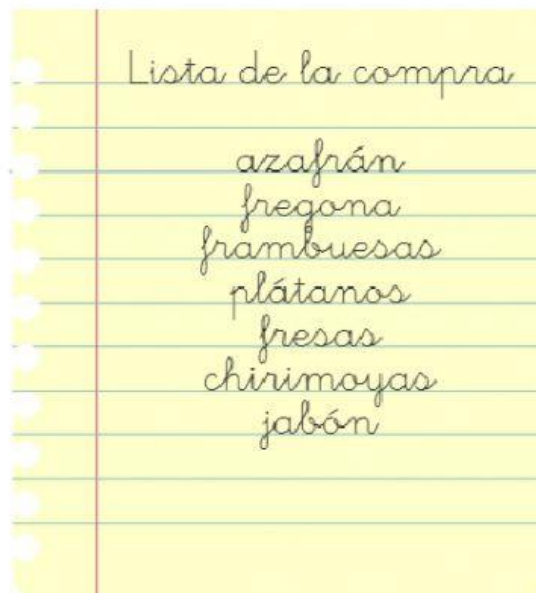 Lista de la compra
azafrán
fregona
frambuesas
plátanos
fresas
chirimoyas
jabón